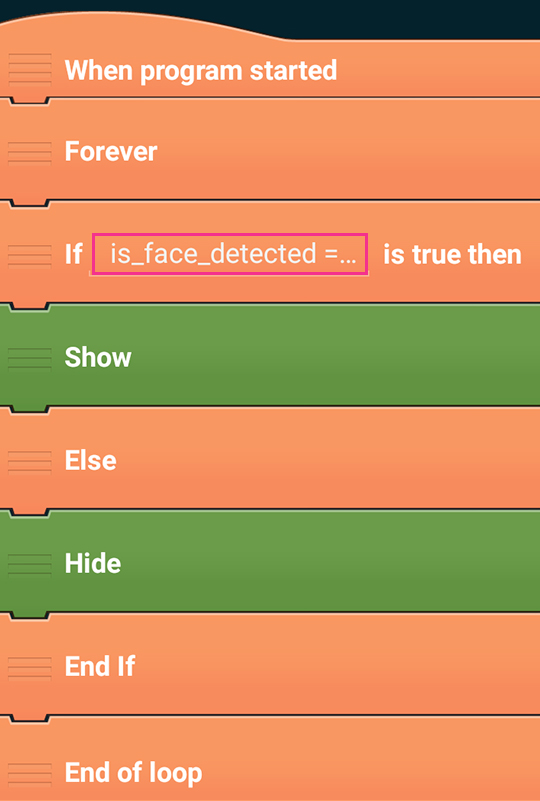 When program started
Forever
If is_face_detected =... is true then
Show
Else
Hide
End If
End of loop